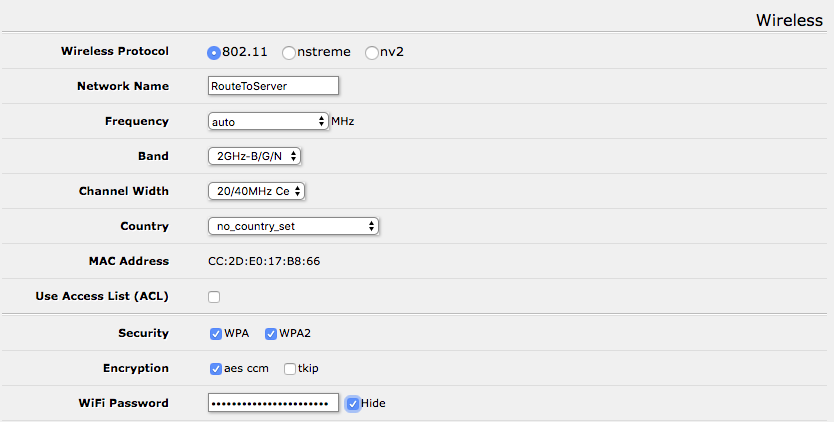 Wireless
Wireless Protocol 802.11 nstreme nv2
Network Name RouteToServer
Frequency auto MHz
Band 2GHz-B/G/N
Channel Width 20/40MHz Ce
Country no_country_set
MAC Address CC:2D:E0:17:B8:66
Use Access List (ACL)
Security WPA WPA2
Encryption aes ccm tkip
WiFi Password ••••••••••••••••••••••• Hide